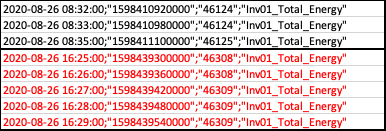 2020-08-26 08:32:00;"1598410920000";"46124";"Inv01_Total_Energy"
2020-08-26 08:33:00;"1598410980000";"46124";"Inv01_Total_Energy"
2020-08-26 08:35:00;"1598411100000";"46125";"Inv01_Total_Energy"
2020-08-26 16:25:00;"1598439300000";"46308";"Inv01_Total_Energy"
2020-08-26 16:26:00;"1598439360000";"46308";"Inv01_Total_Energy"
2020-08-26 16:27:00;"1598439420000";"46309";"Inv01_Total_Energy"
2020-08-26 16:28:00;"1598439480000";"46309";"Inv01_Total_Energy"
2020-08-26 16:29:00;"1598439540000";"46309";"Inv01_Total_Energy"